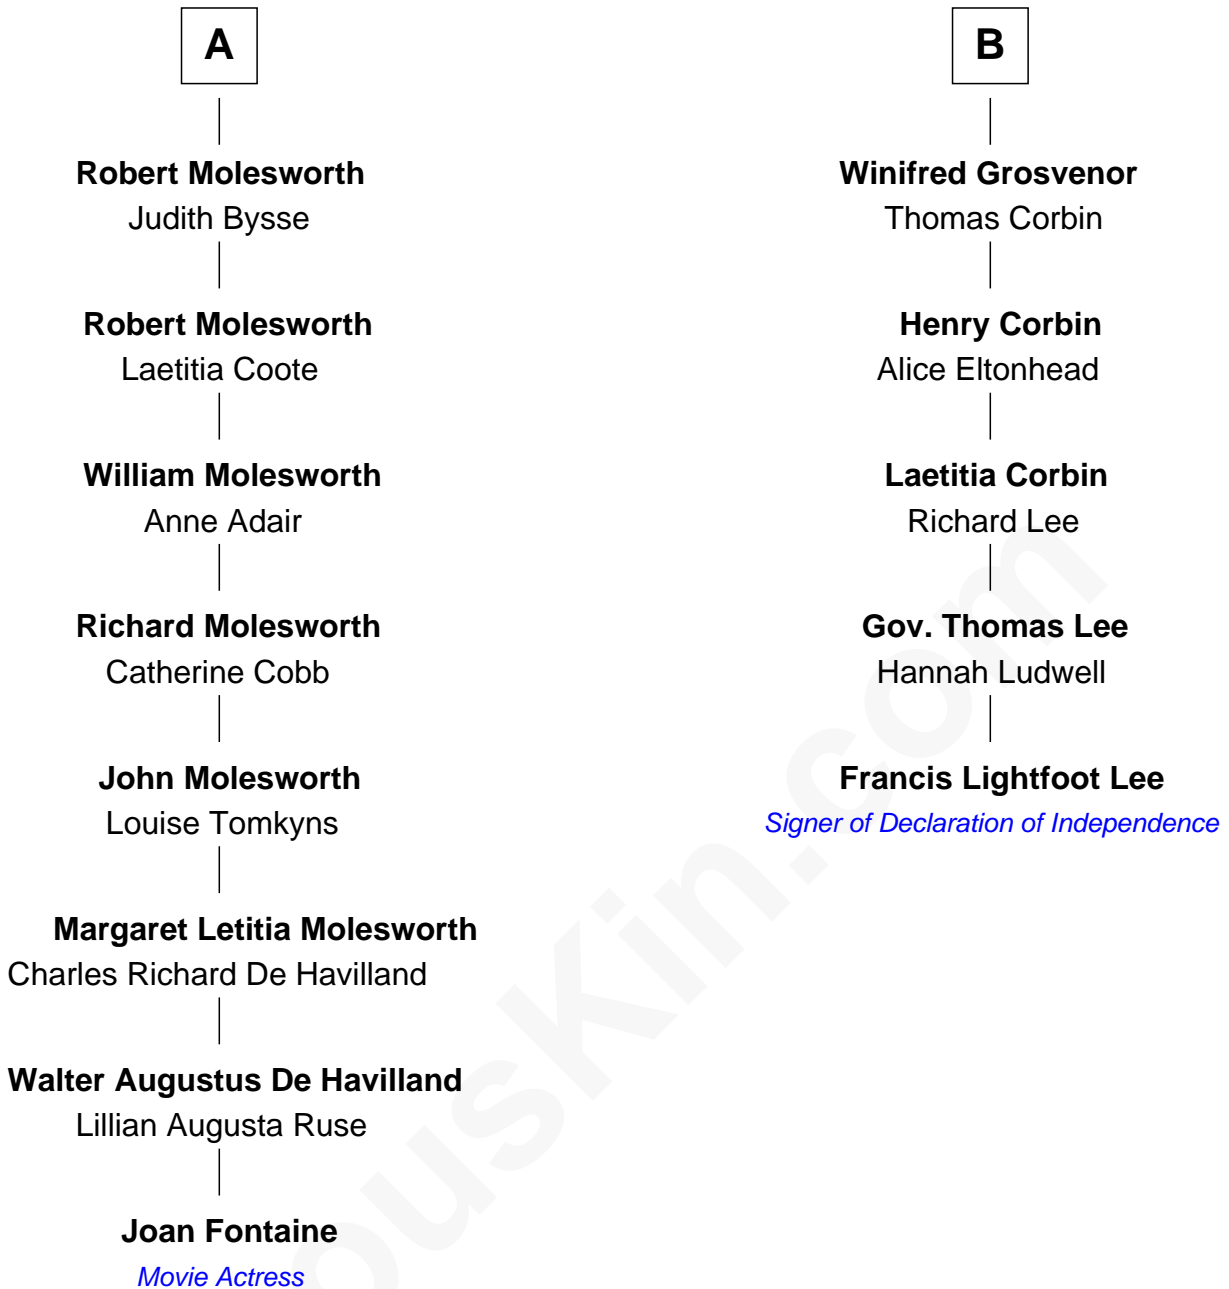 A
Robert Molesworth
Judith Bysse
Robert Molesworth
Laetitia Coote
William Molesworth
Anne Adair
Richard Molesworth
Catherine Cobb
John Molesworth
Louise Tomkyns
Margaret Letitia Molesworth
Charles Richard De Havilland
Walter Augustus De Havilland
Lillian Augusta Ruse
Joan Fontaine
Movie Actress
B
Winifred Grosvenor
Thomas Corbin
Henry Corbin
Alice Eltonhead
Laetitia Corbin
Richard Lee
Gov. Thomas Lee
Hannah Ludwell
Francis Lightfoot Lee
Signer of Declaration of Independence
ousKin.com